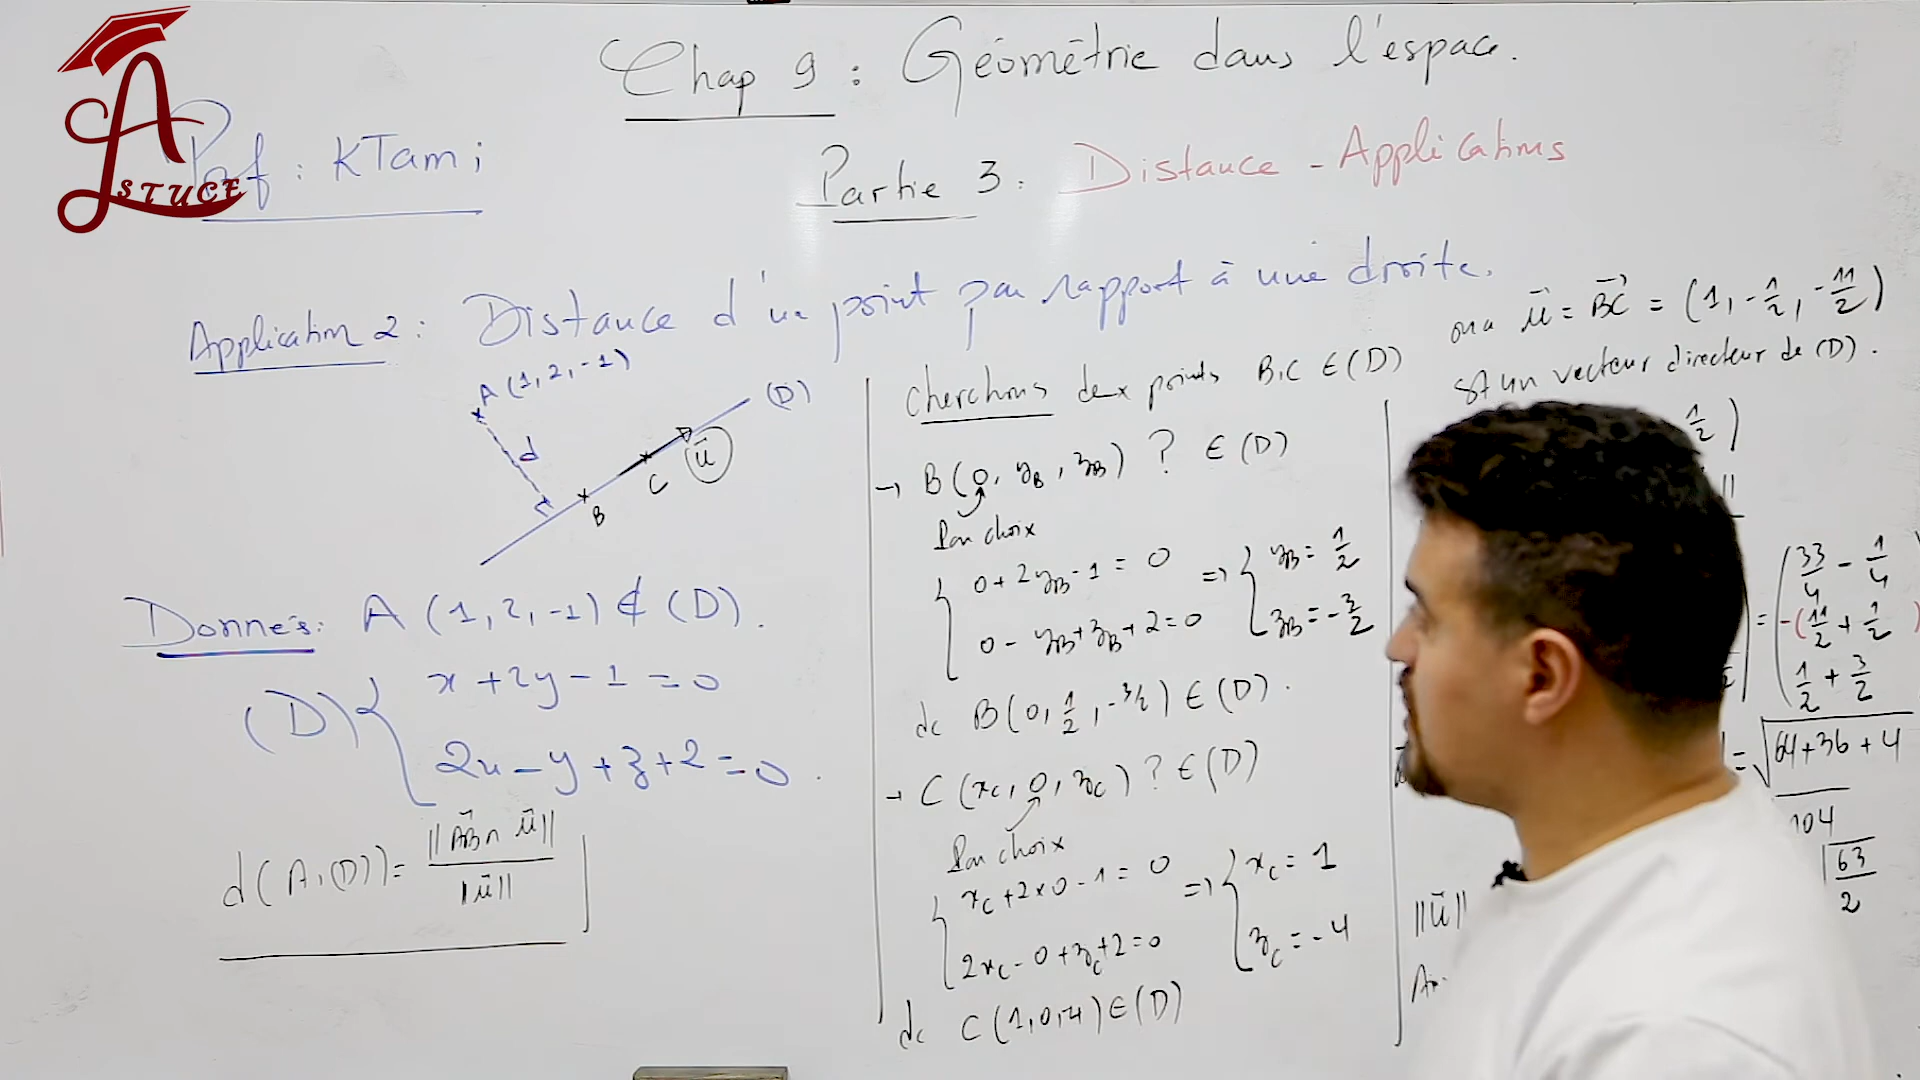 ASTUCE
Chap 9 : Géométrie dans l'espace.
Prof : KTami
Partie 3 : Distance - Applications
Application 2 : Distance d'un point par rapport à une droite.
A (1, 2, -1)
d
(D)
ū
C
B
Donnés : A (1, 2, -1) ∉ (D).
(D) { x + 2y - 1 = 0
2x - y + z + 2 = 0.
d(A,(D)) = ||AB ∧ ū|| / ||ū||
Cherchons deux points B,C ∈ (D)
→ B(0, yB, zB) ? ∈ (D)
Par choix
{ 0 + 2yB - 1 = 0 => { yB = 1/2
0 - yB + zB + 2 = 0 zB = -3/2
dc B(0, 1/2, -3/2) ∈ (D).
→ C (xC, 0, zC) ? ∈ (D)
Par choix
{ xC + 2×0 - 1 = 0 => { xC = 1
2xC - 0 + zC + 2 = 0 zC = -4
dc C(1,0,-4) ∈ (D)
on a ū = BC = (1, -1/2, -11/2)
est un vecteur directeur de (D).
1/2)
||
= ( 33/4 - 1/4
-(11/2 + 1/2)
1/2 + 3/2
= √64+36+4
104
||ū||
√63/2